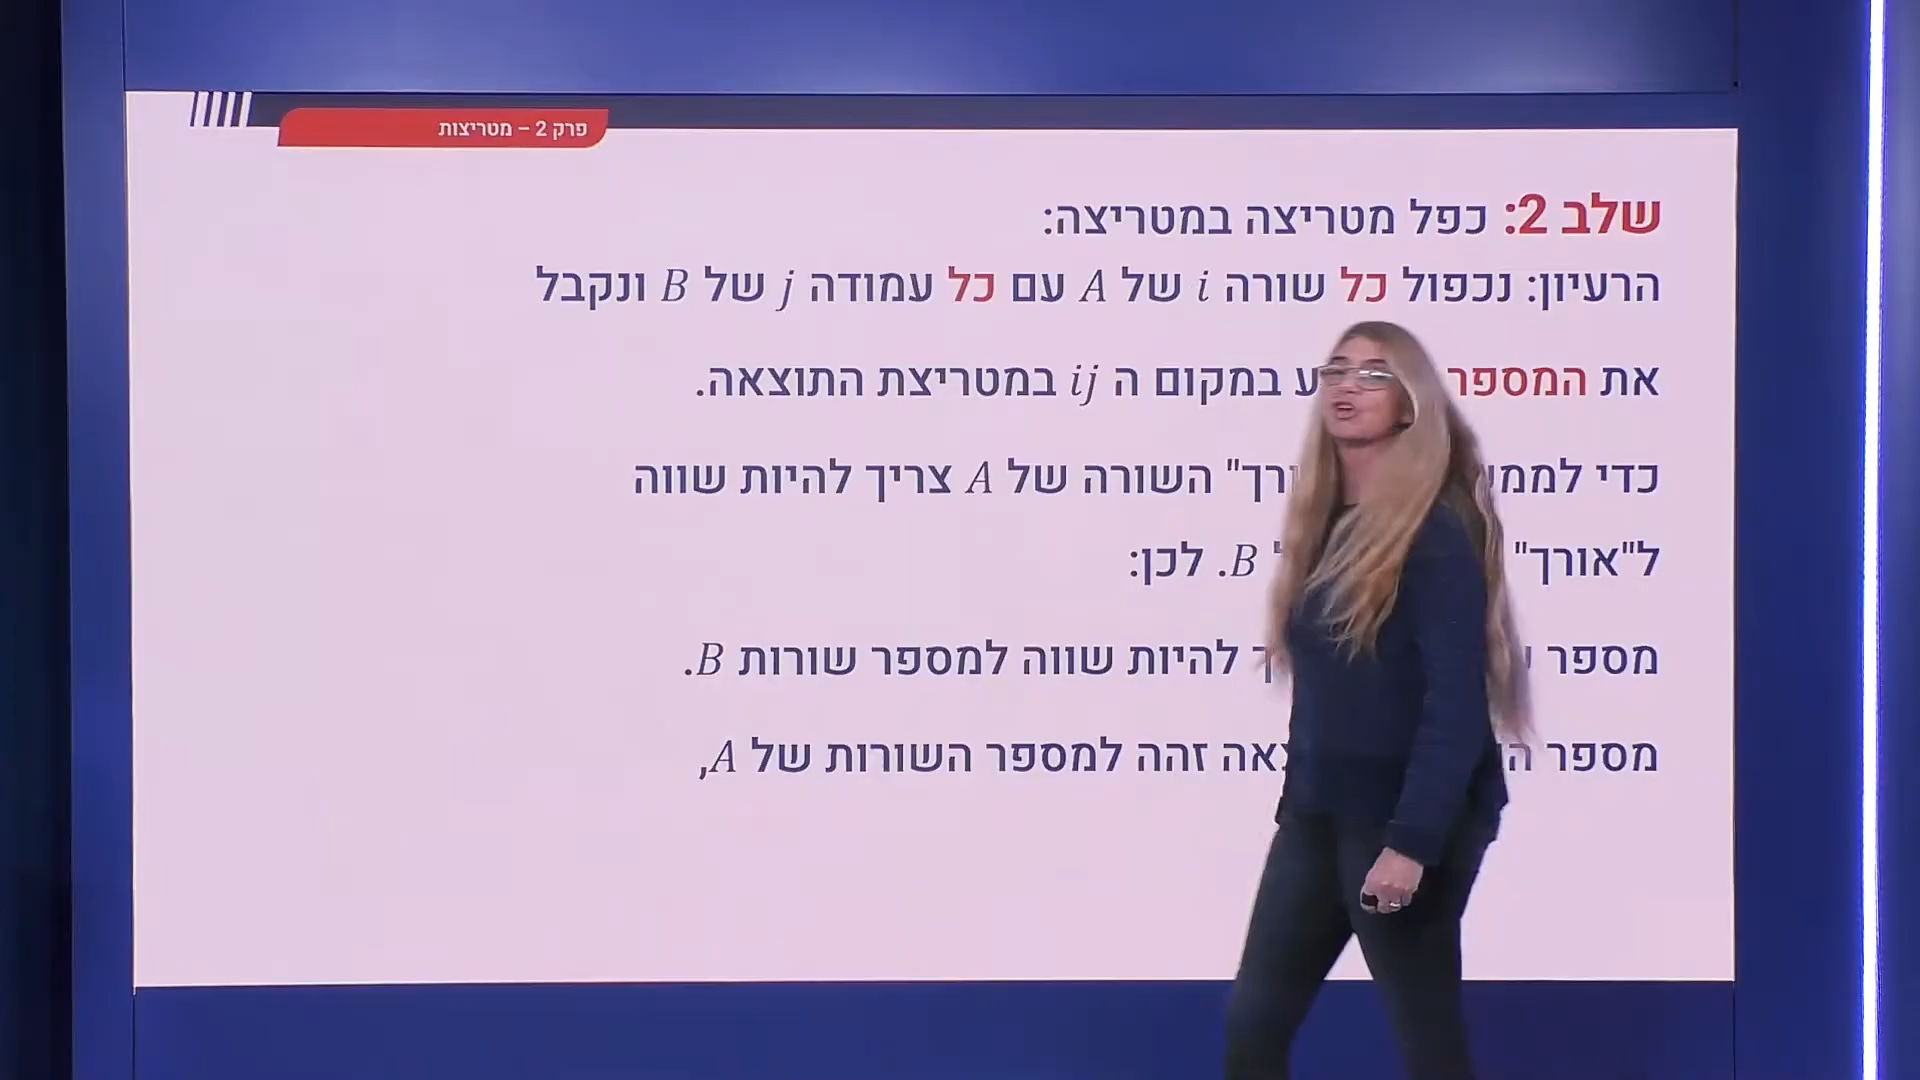 פרק 2 – מטריצות
שלב 2: כפל מטריצה במטריצה:
הרעיון: נכפול כל שורה i של A עם כל עמודה j של B ונקבל
את המספר במקום ה ij במטריצת התוצאה.
כדי השורה של A צריך להיות שווה
ל"אורך" B. לכן:
מספר להיות שווה למספר שורות B.
מספר זהה למספר השורות של A,